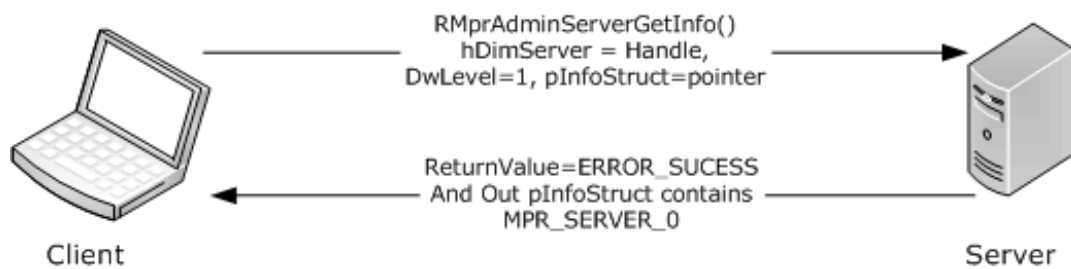 RMprAdminServerGetInfo()
hDimServer = Handle,
DwLevel=1, pInfoStruct=pointer
ReturnValue=ERROR_SUCESS
And Out pInfoStruct contains
MPR_SERVER_0
Client
Server